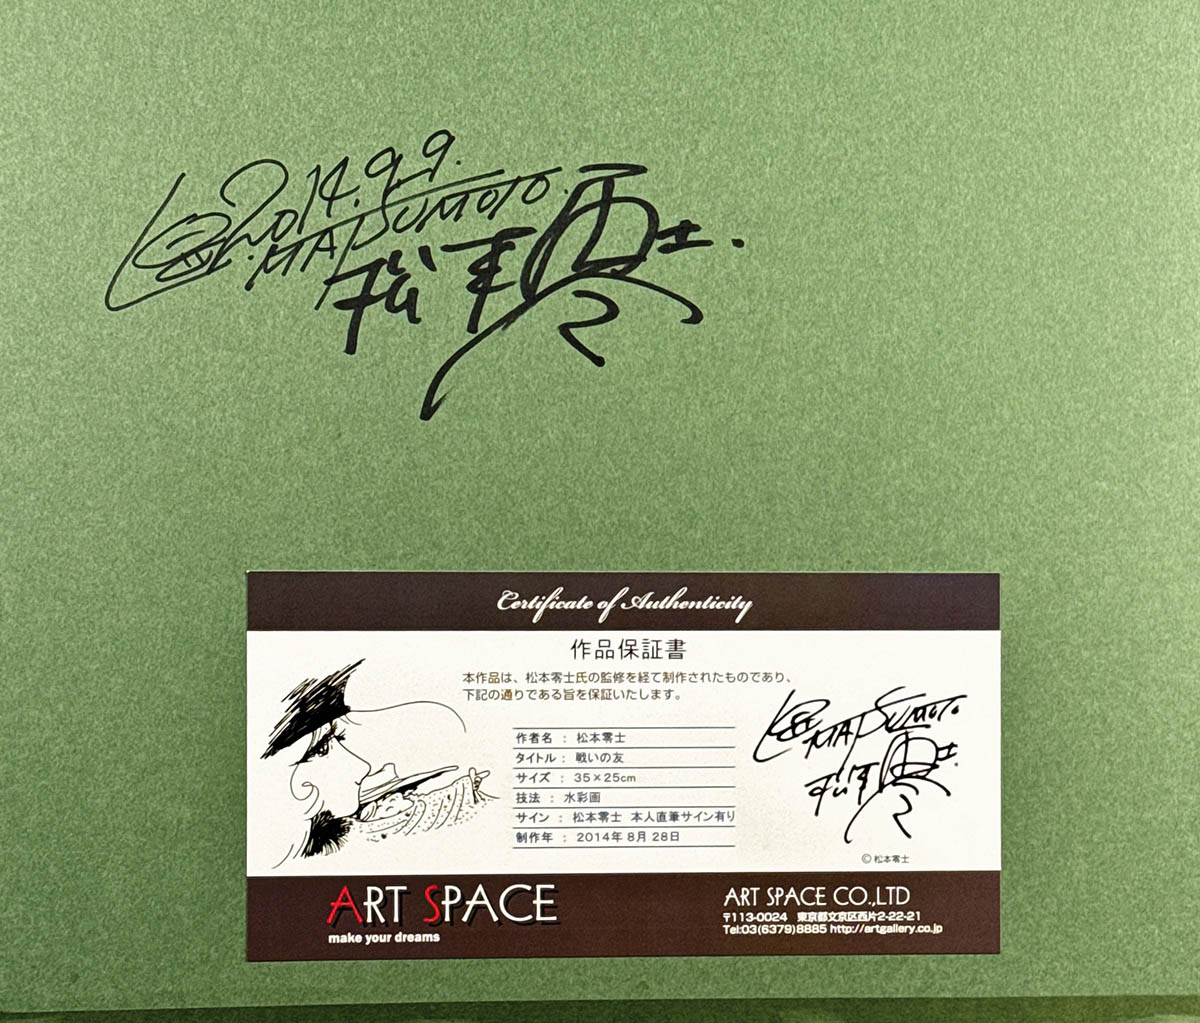 2014.9.9.
MATSUMOTO.
松本零士.
Certificate of Authenticity
作品保証書
本作品は、松本零士氏の監修を経て制作されたものであり、
下記の通りである旨を保証いたします。
作者名 : 松本零士
タイトル : 戦いの友
サイズ : 35×25cm
技法 : 水彩画
サイン : 松本零士 本人直筆サイン有り
制作年 : 2014年 8月 28日
MATSUMOTO.
松本零士.
© 松本零士
ART SPACE
make your dreams
ART SPACE CO.,LTD
〒113-0024 東京都文京区西片2-22-21
Tel:03(6379)8885 http://artgallery.co.jp